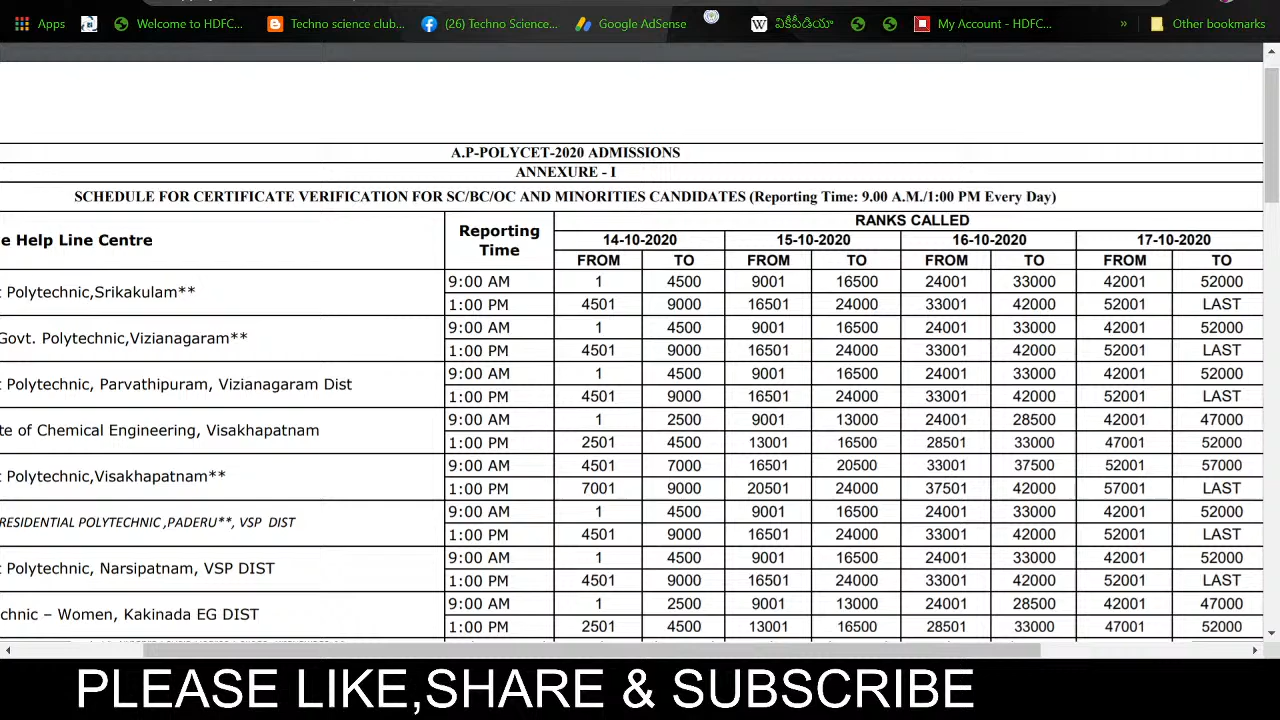 Apps Welcome to HDFC... Techno science club... (26) Techno Science... Google AdSense వికీపీడియా My Account - HDFC... » Other bookmarks
A.P-POLYCET-2020 ADMISSIONS
ANNEXURE - I
SCHEDULE FOR CERTIFICATE VERIFICATION FOR SC/BC/OC AND MINORITIES CANDIDATES (Reporting Time: 9.00 A.M./1:00 PM Every Day)
e Help Line Centre Reporting Time RANKS CALLED
14-10-2020 15-10-2020 16-10-2020 17-10-2020
FROM TO FROM TO FROM TO FROM TO
t Polytechnic,Srikakulam**
9:00 AM 1 4500 9001 16500 24001 33000 42001 52000
1:00 PM 4501 9000 16501 24000 33001 42000 52001 LAST
Govt. Polytechnic,Vizianagaram**
9:00 AM 1 4500 9001 16500 24001 33000 42001 52000
1:00 PM 4501 9000 16501 24000 33001 42000 52001 LAST
t Polytechnic, Parvathipuram, Vizianagaram Dist
9:00 AM 1 4500 9001 16500 24001 33000 42001 52000
1:00 PM 4501 9000 16501 24000 33001 42000 52001 LAST
te of Chemical Engineering, Visakhapatnam
9:00 AM 1 2500 9001 13000 24001 28500 42001 47000
1:00 PM 2501 4500 13001 16500 28501 33000 47001 52000
t Polytechnic,Visakhapatnam**
9:00 AM 4501 7000 16501 20500 33001 37500 52001 57000
1:00 PM 7001 9000 20501 24000 37501 42000 57001 LAST
RESIDENTIAL POLYTECHNIC ,PADERU**, VSP DIST
9:00 AM 1 4500 9001 16500 24001 33000 42001 52000
1:00 PM 4501 9000 16501 24000 33001 42000 52001 LAST
t Polytechnic, Narsipatnam, VSP DIST
9:00 AM 1 4500 9001 16500 24001 33000 42001 52000
1:00 PM 4501 9000 16501 24000 33001 42000 52001 LAST
chnic – Women, Kakinada EG DIST
9:00 AM 1 2500 9001 13000 24001 28500 42001 47000
1:00 PM 2501 4500 13001 16500 28501 33000 47001 52000
PLEASE LIKE,SHARE & SUBSCRIBE